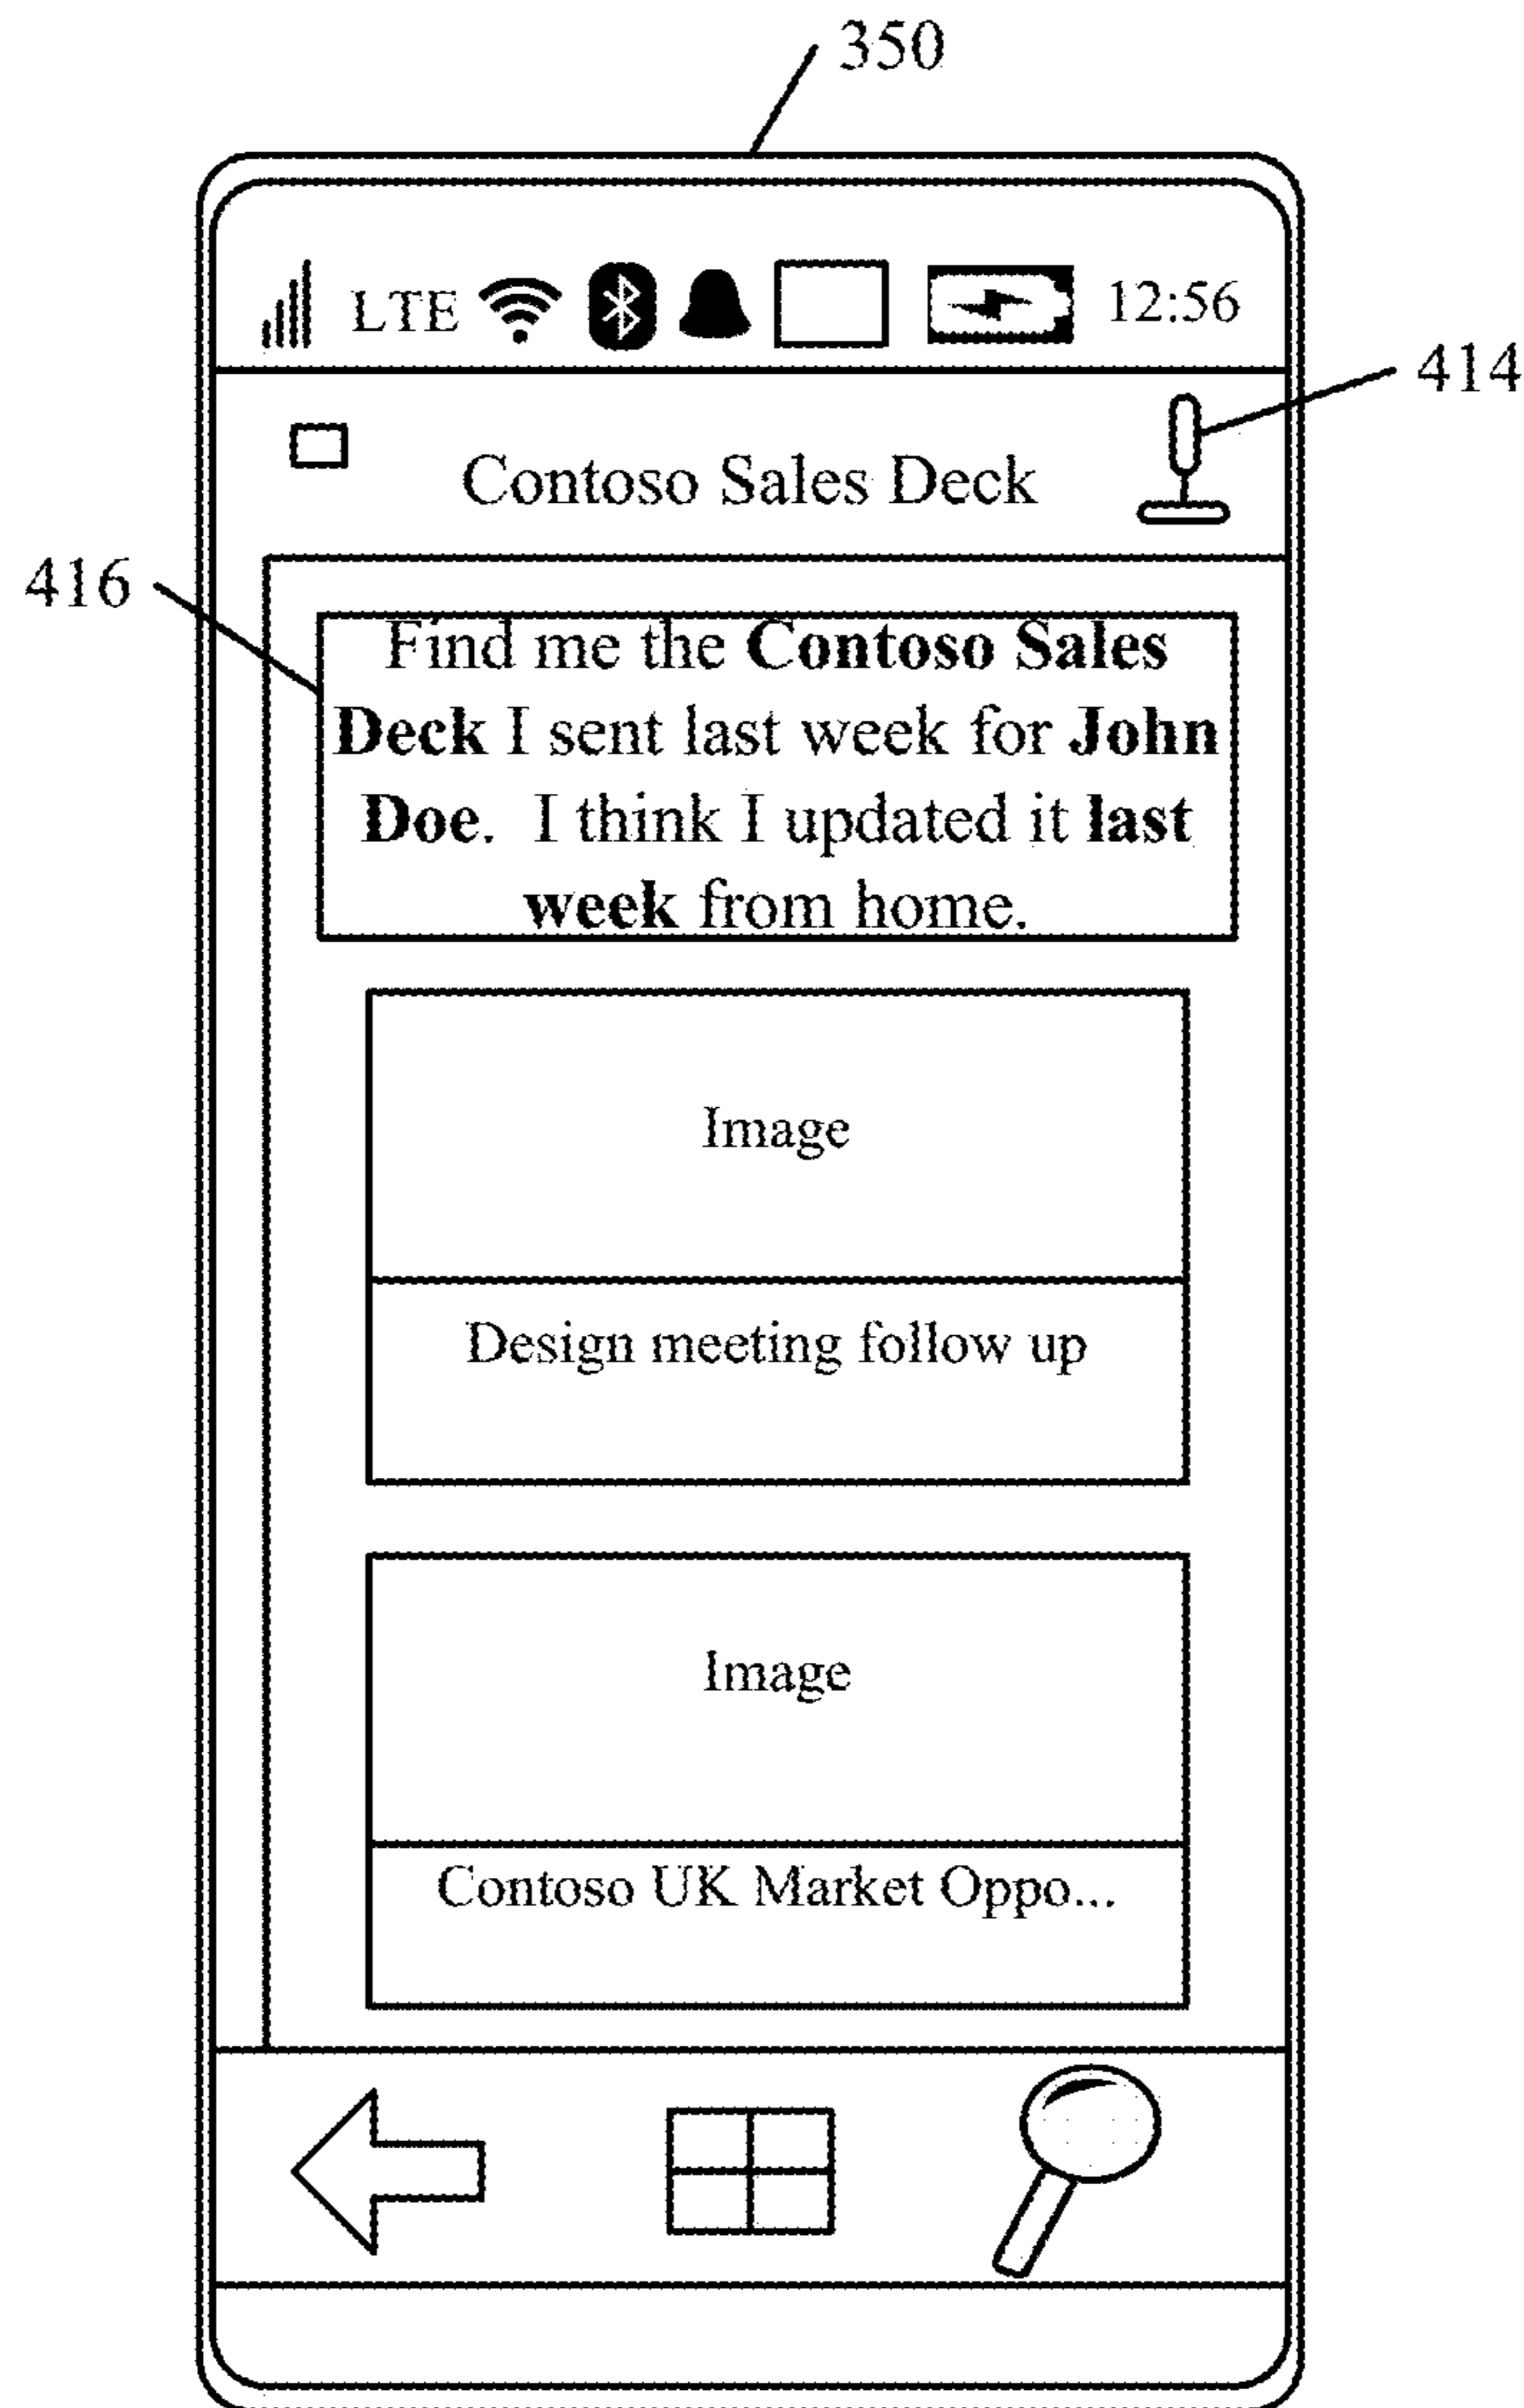 350
LTE 12:56
414
Contoso Sales Deck
416
Find me the Contoso Sales
Deck I sent last week for John
Doe. I think I updated it last
week from home.
Image
Design meeting follow up
Image
Contoso UK Market Oppo...